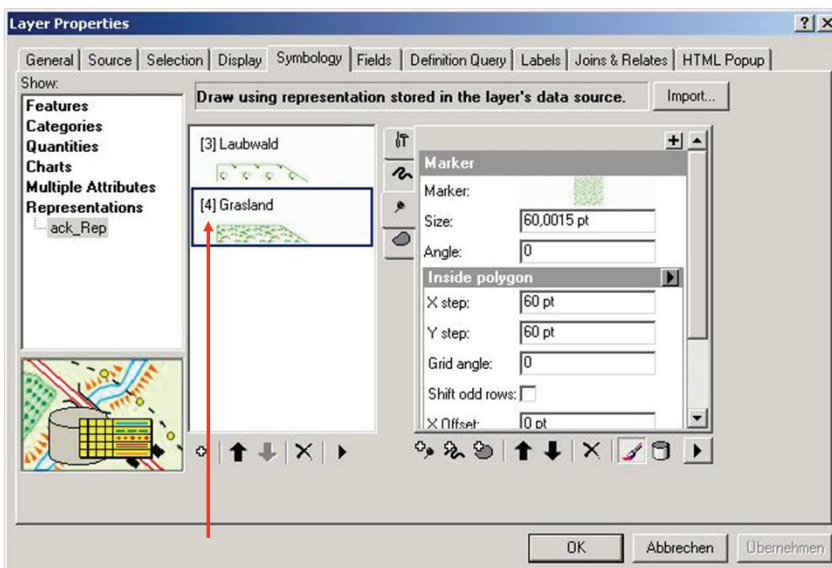 Layer Properties
General Source Selection Display Symbology Fields Definition Query Labels Joins & Relates HTML Popup
Show:
Features
Categories
Quantities
Charts
Multiple Attributes
Representations
ack_Rep
Draw using representation stored in the layer's data source.
Import...
[3] Laubwald
[4] Grasland
Marker
Marker:
Size: 60,0015 pt
Angle: 0
Inside polygon
X step: 60 pt
Y step: 60 pt
Grid angle: 0
Shift odd rows:
X Offset: 0 pt
OK Abbrechen Übernehmen